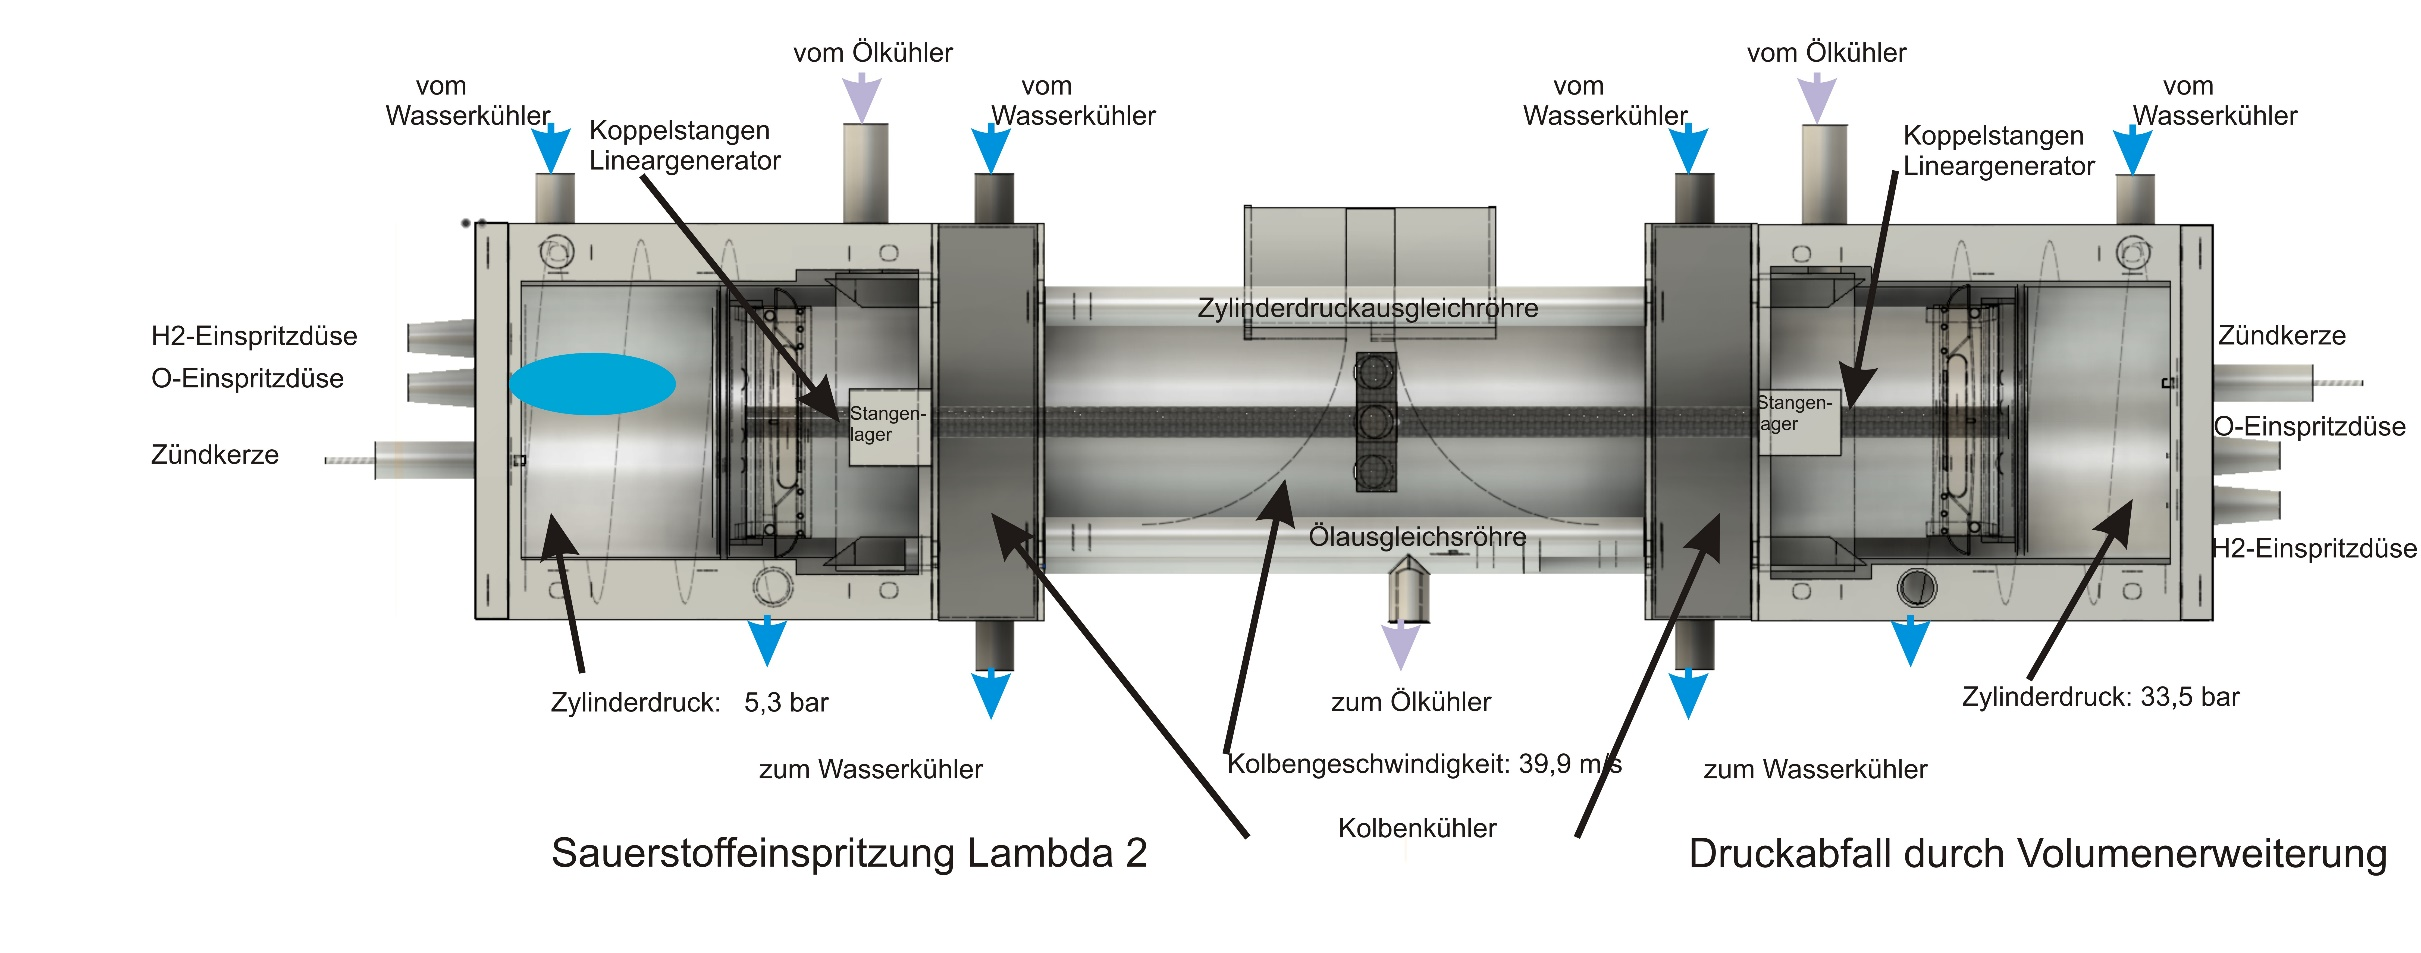 vom Ölkühler
vom Ölkühler
vom
Wasserkühler
vom
Wasserkühler
vom
Wasserkühler
vom
Wasserkühler
Koppelstangen
Lineargenerator
Koppelstangen
Lineargenerator
Zylinderdruckausgleichröhre
H2-Einspritzdüse
O-Einspritzdüse
Zündkerze
Zündkerze
O-Einspritzdüse
H2-Einspritzdüse
Stangen-
lager
Stangen-
lager
Ölausgleichsröhre
Zylinderdruck: 5,3 bar
zum Ölkühler
Zylinderdruck: 33,5 bar
zum Wasserkühler
Kolbengeschwindigkeit: 39,9 m/s
zum Wasserkühler
Kolbenkühler
Sauerstoffeinspritzung Lambda 2
Druckabfall durch Volumenerweiterung